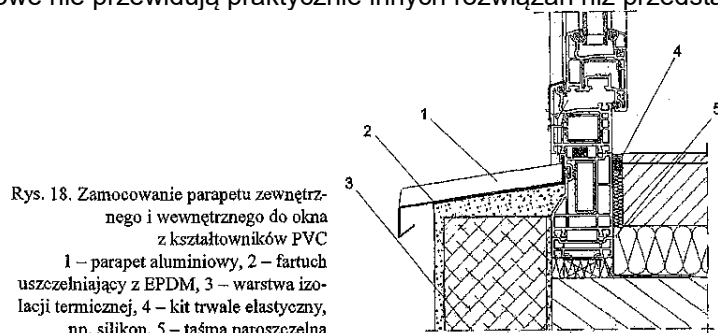 owe nie przewidują praktycznie innych rozwiązań niż przedsta
Rys. 18. Zamocowanie parapetu zewnętrz-
nego i wewnętrznego do okna
z kształtowników PVC
1 – parapet aluminiowy, 2 – fartuch
uszczelniający z EPDM, 3 – warstwa izo-
lacji termicznej, 4 – kit trwale elastyczny,
np. silikon, 5 – taśma paroszczelna
1
2
3
4
5